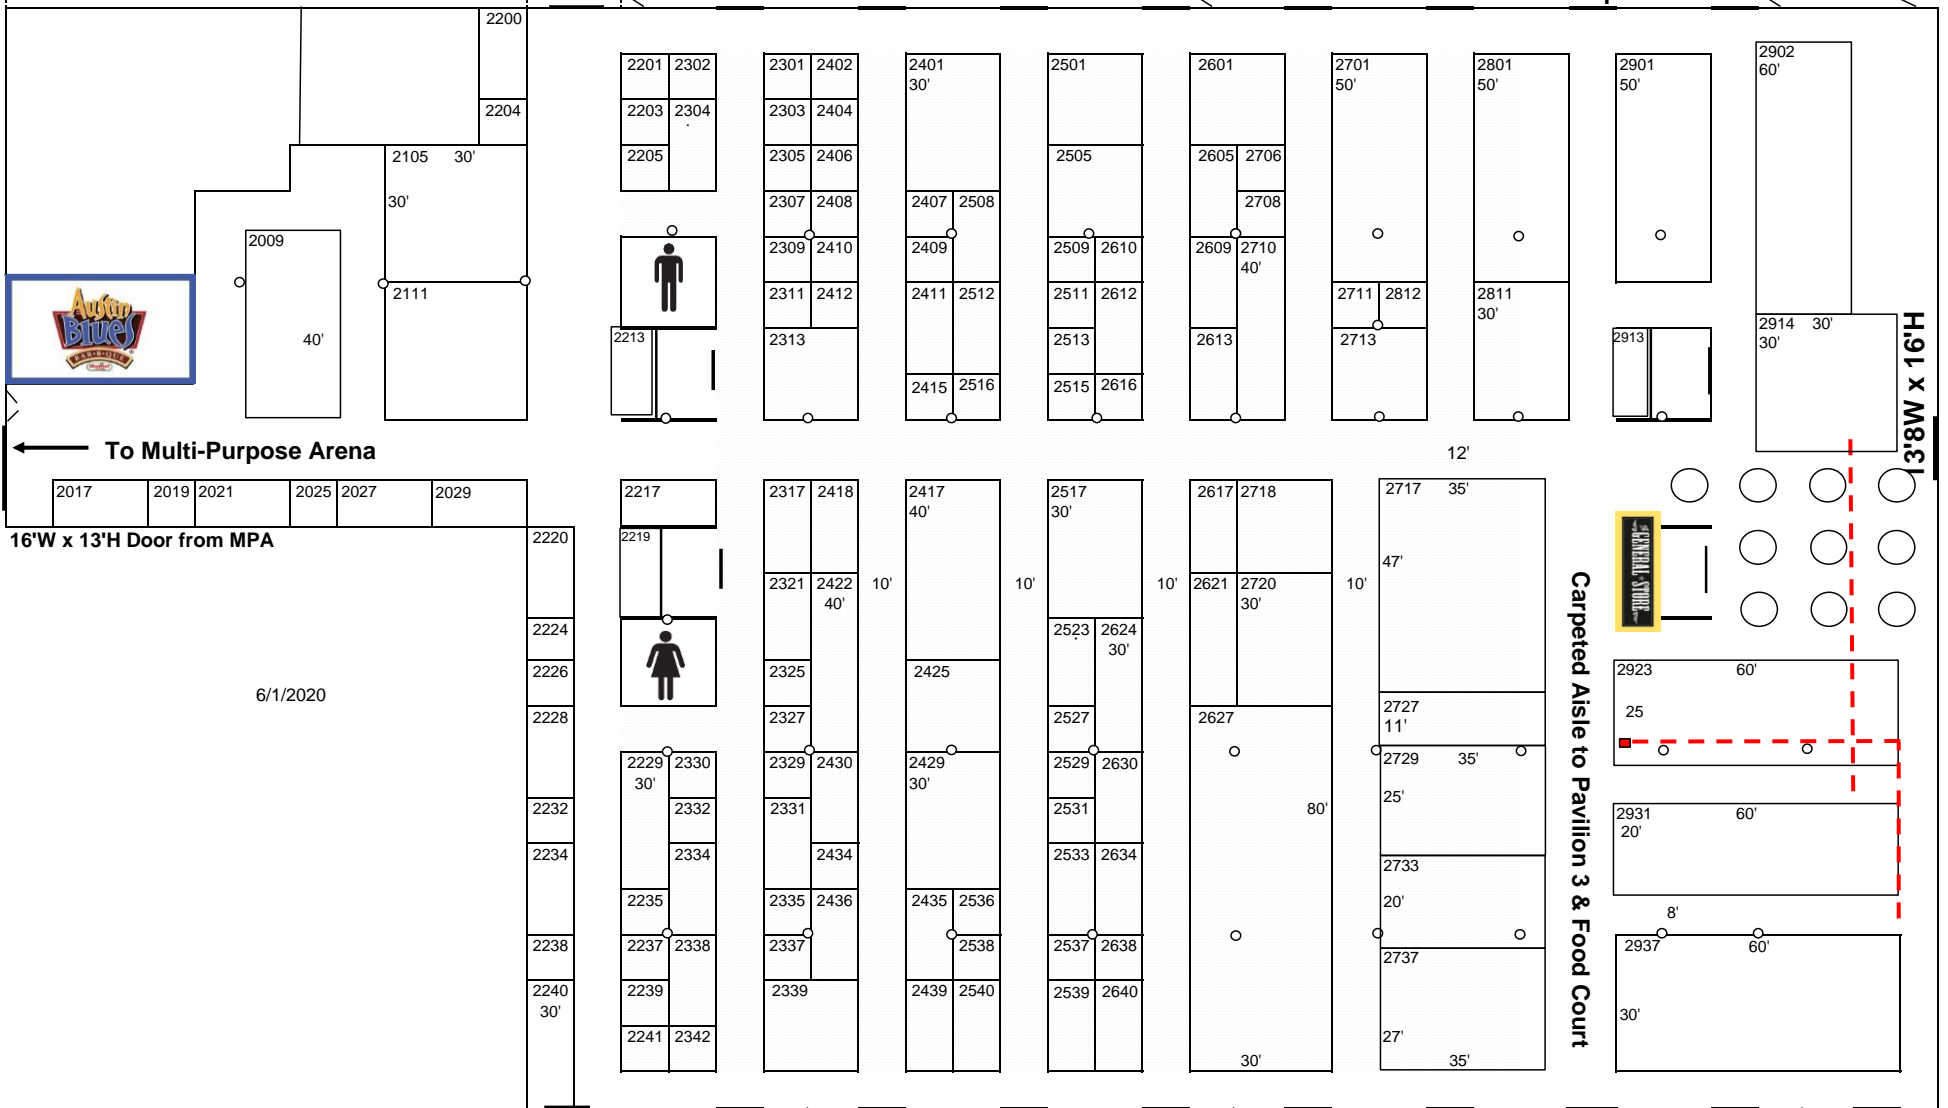 2200
2201 2302 2301 2402 2401 2501 2601 2701 2801 2901 2902
30' 50' 50' 50' 60'
2204 2203 2304 2303 2404
2105 30' 2205 2305 2406 2505 2605 2706
30' 2307 2408 2407 2508 2708
2009 2309 2410 2409 2509 2610 2609 2710
40'
2111 2311 2412 2411 2512 2511 2612 2711 2812 2811 30'
Austin
Blues
BAR-B-QUE
40' 2213 2313 2513 2613 2713 2913 2914 30'
30'
13'8W x 16'H
2415 2516 2515 2616
To Multi-Purpose Arena 12'
2017 2019 2021 2025 2027 2029 2217 2317 2418 2417 2517 2617 2718 2717 35'
40' 30'
16'W x 13'H Door from MPA 2220 2219
GENERAL STORE
47'
2321 2422 10' 10' 10' 2621 2720 10'
40' 30'
Carpeted Aisle to Pavilion 3 & Food Court
2224 2523 2624
30'
2226 2325 2425 2923 60'
6/1/2020
2228 2327 2527 2627 2727 25
11'
2229 2330 2329 2430 2429 2529 2630 2729 35'
30' 30'
2232 2332 2331 2531 80' 25' 2931 60'
20'
2234 2334 2434 2533 2634 2733
2235 2335 2436 2435 2536 20' 8'
2238 2237 2338 2337 2538 2537 2638 2737 2937 60'
2240 2239 2339 2439 2540 2539 2640
30' 30'
2241 2342 27'
30' 35'